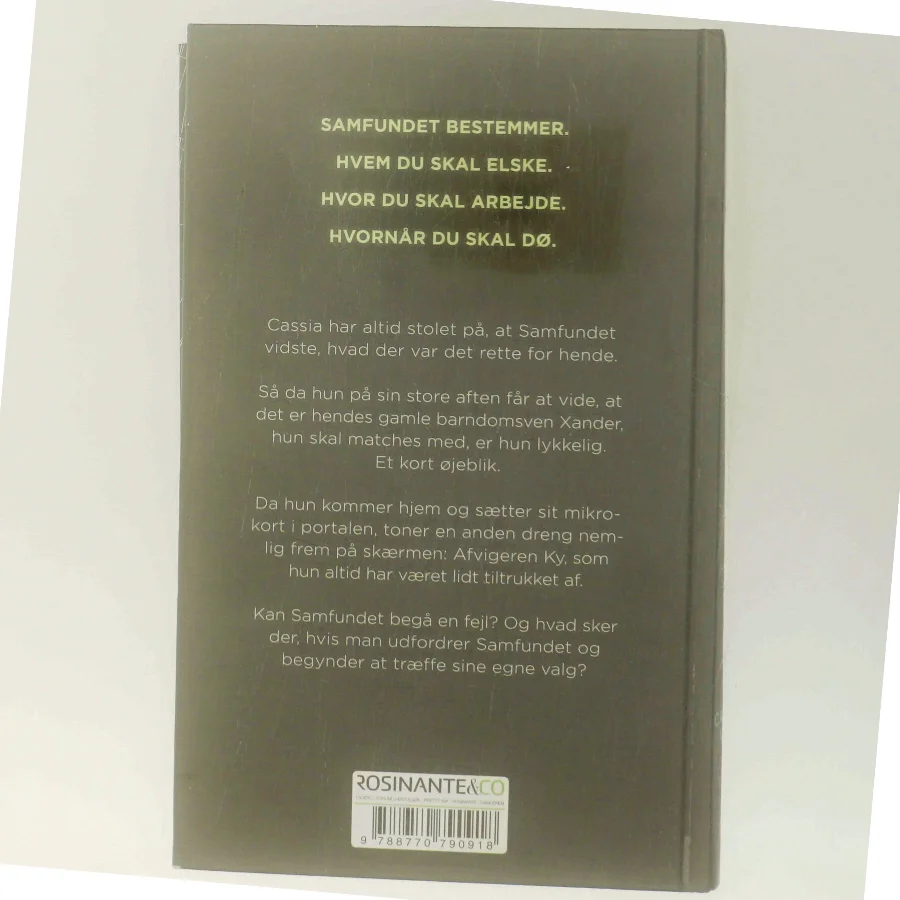 SAMFUNDET BESTEMMER.
HVEM DU SKAL ELSKE.
HVOR DU SKAL ARBEJDE.
HVORNÅR DU SKAL DØ.
Cassia har altid stolet på, at Samfundet
vidste, hvad der var det rette for hende.
Så da hun på sin store aften får at vide, at
det er hendes gamle barndomsven Xander,
hun skal matches med, er hun lykkelig.
Et kort øjeblik.
Da hun kommer hjem og sætter sit mikro-
kort i portalen, toner en anden dreng nem-
lig frem på skærmen: Afvigeren Ky, som
hun altid har været lidt tiltrukket af.
Kan Samfundet begå en fejl? Og hvad sker
der, hvis man udfordrer Samfundet og
begynder at træffe sine egne valg?
ROSINANTE&CO
9 788770 790918